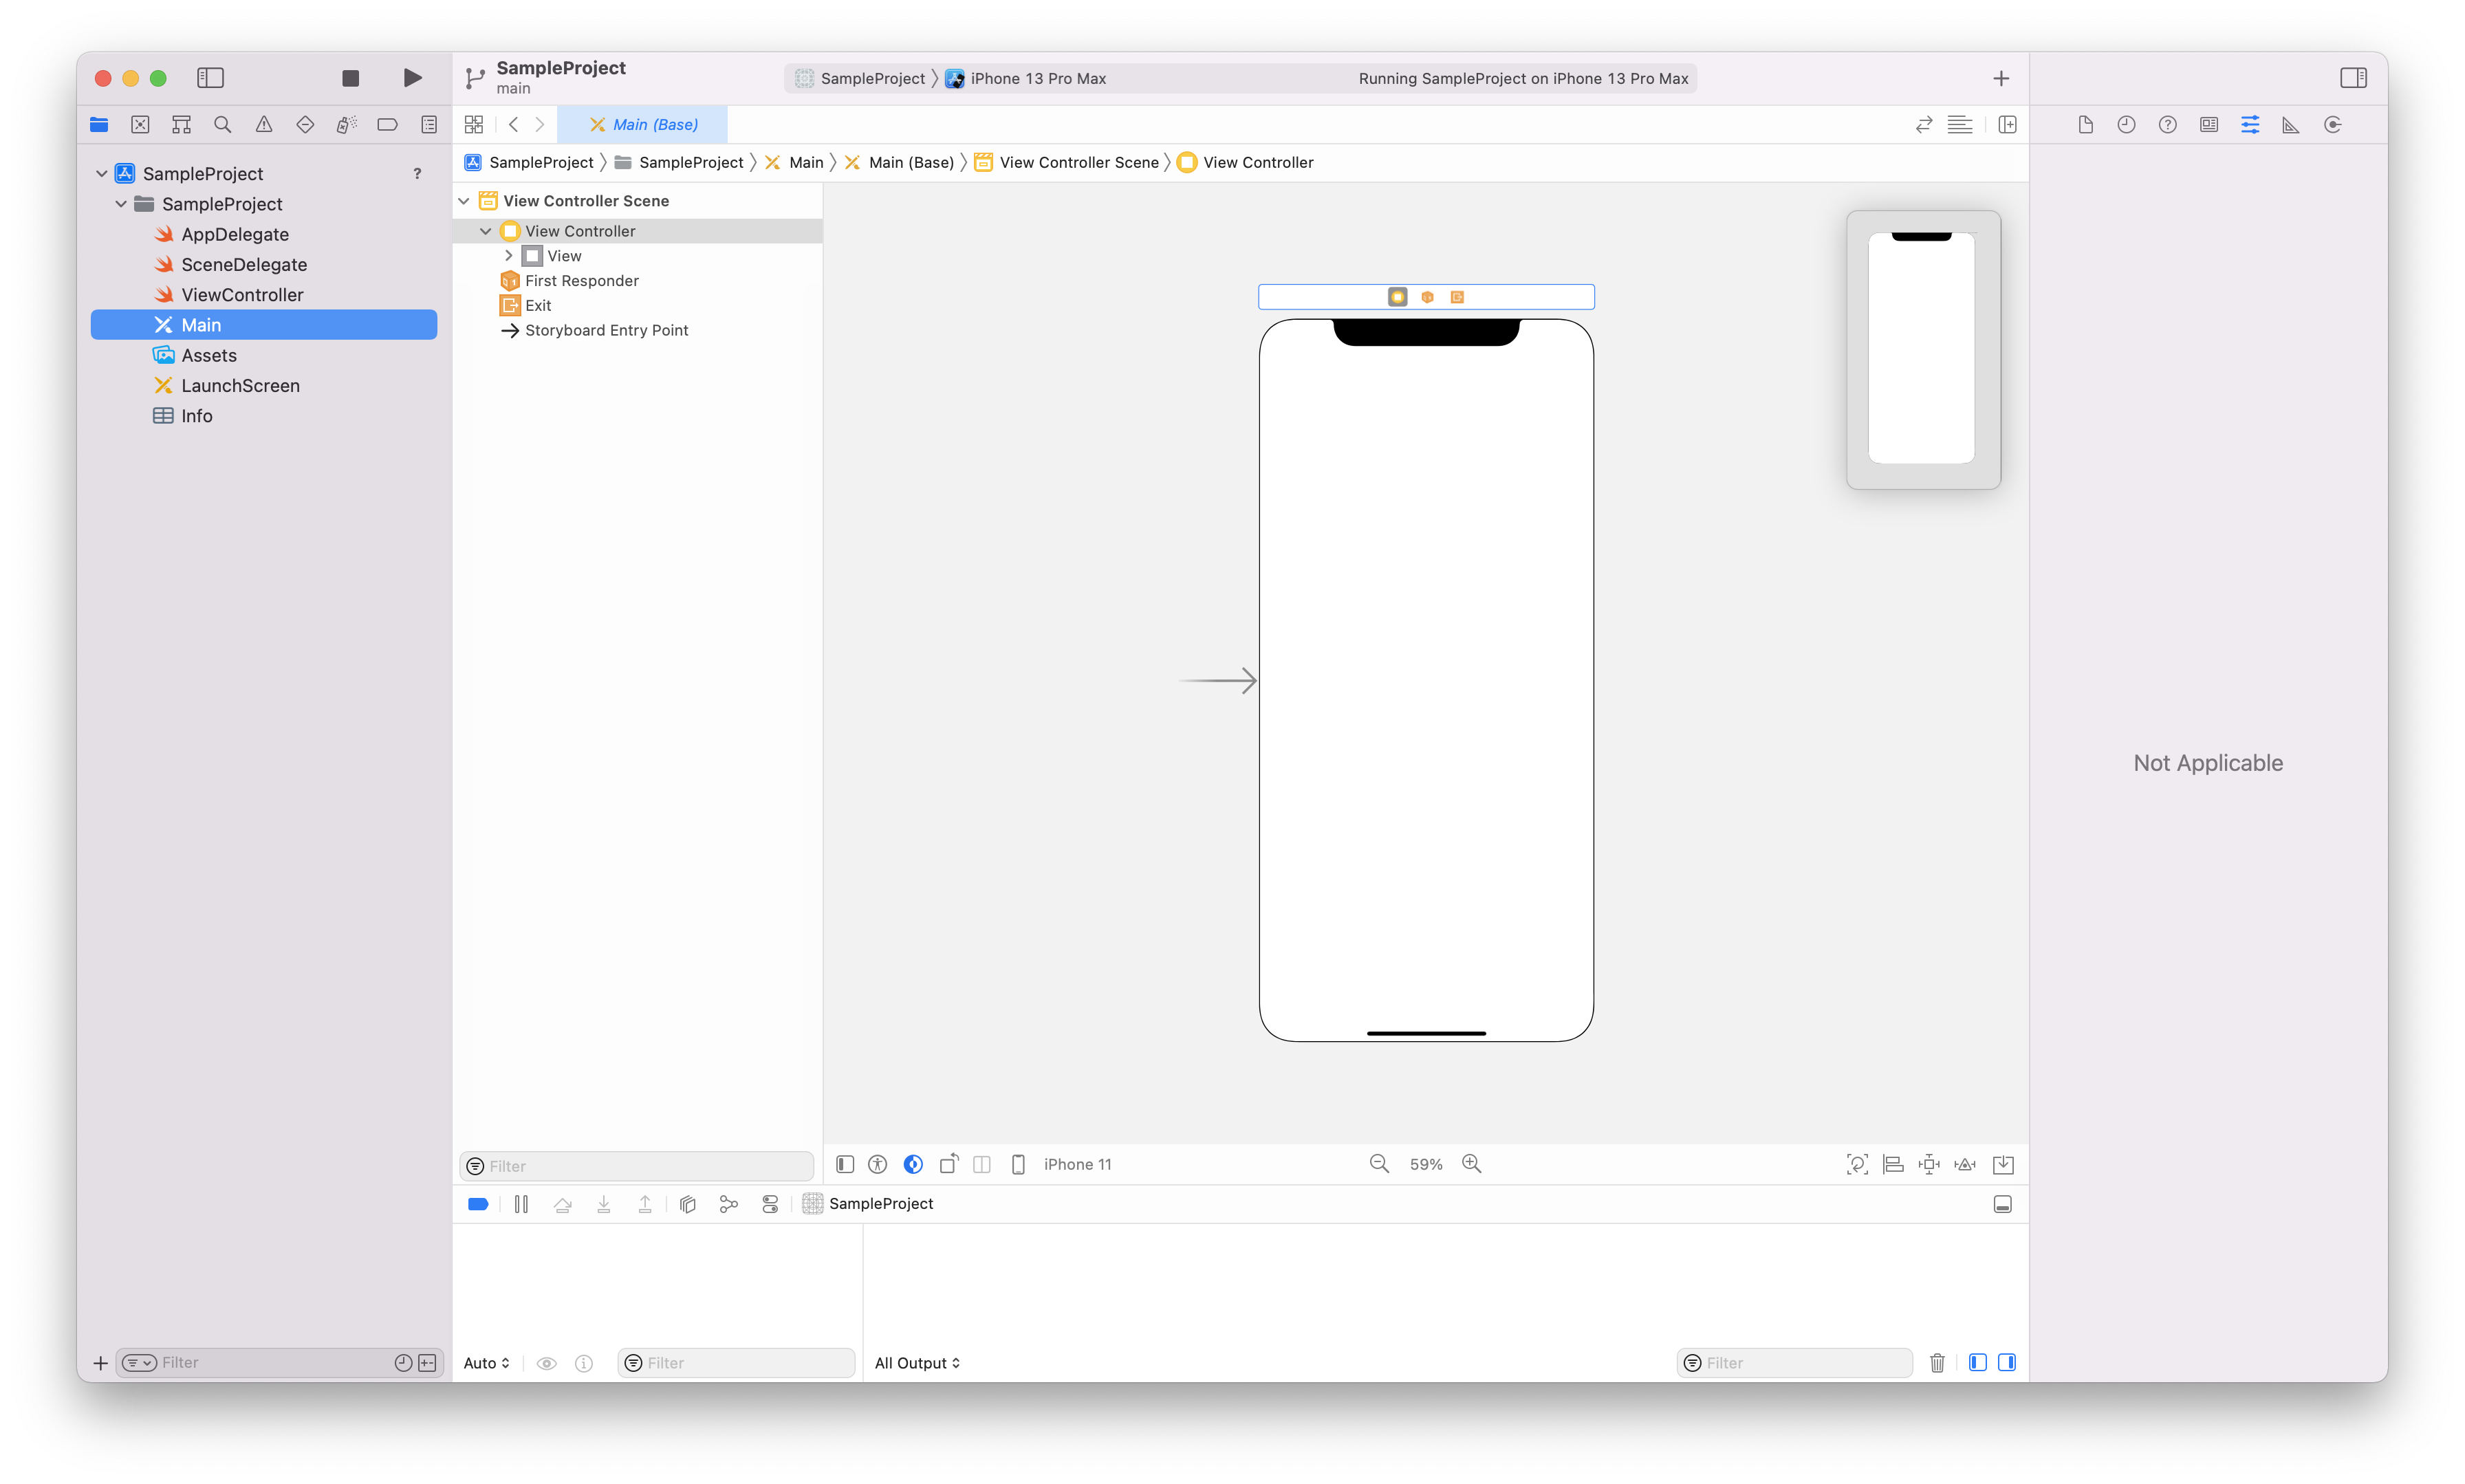 SampleProject
main
SampleProject
iPhone 13 Pro Max
Running SampleProject on iPhone 13 Pro Max
Main (Base)
SampleProject
SampleProject
Main
Main (Base)
View Controller Scene
View Controller
SampleProject
?
SampleProject
AppDelegate
SceneDelegate
ViewController
Main
Assets
LaunchScreen
Info
View Controller Scene
View Controller
View
First Responder
Exit
Storyboard Entry Point
Not Applicable
Filter
iPhone 11
59%
SampleProject
Filter
Auto
Filter
All Output
Filter